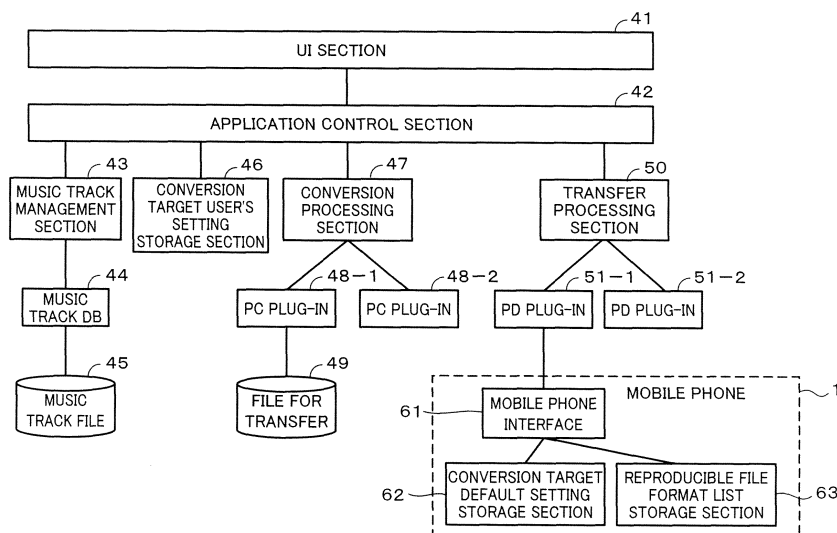 41
UI SECTION
42
APPLICATION CONTROL SECTION
43
MUSIC TRACK
MANAGEMENT
SECTION
46
CONVERSION
TARGET USER'S
SETTING
STORAGE SECTION
47
CONVERSION
PROCESSING
SECTION
50
TRANSFER
PROCESSING
SECTION
44
MUSIC
TRACK DB
48-1
PC PLUG-IN
48-2
PC PLUG-IN
51-1
PD PLUG-IN
51-2
PD PLUG-IN
45
MUSIC
TRACK FILE
49
FILE FOR
TRANSFER
MOBILE PHONE
1
61
MOBILE PHONE
INTERFACE
62
CONVERSION TARGET
DEFAULT SETTING
STORAGE SECTION
REPRODUCIBLE FILE
FORMAT LIST
STORAGE SECTION
63